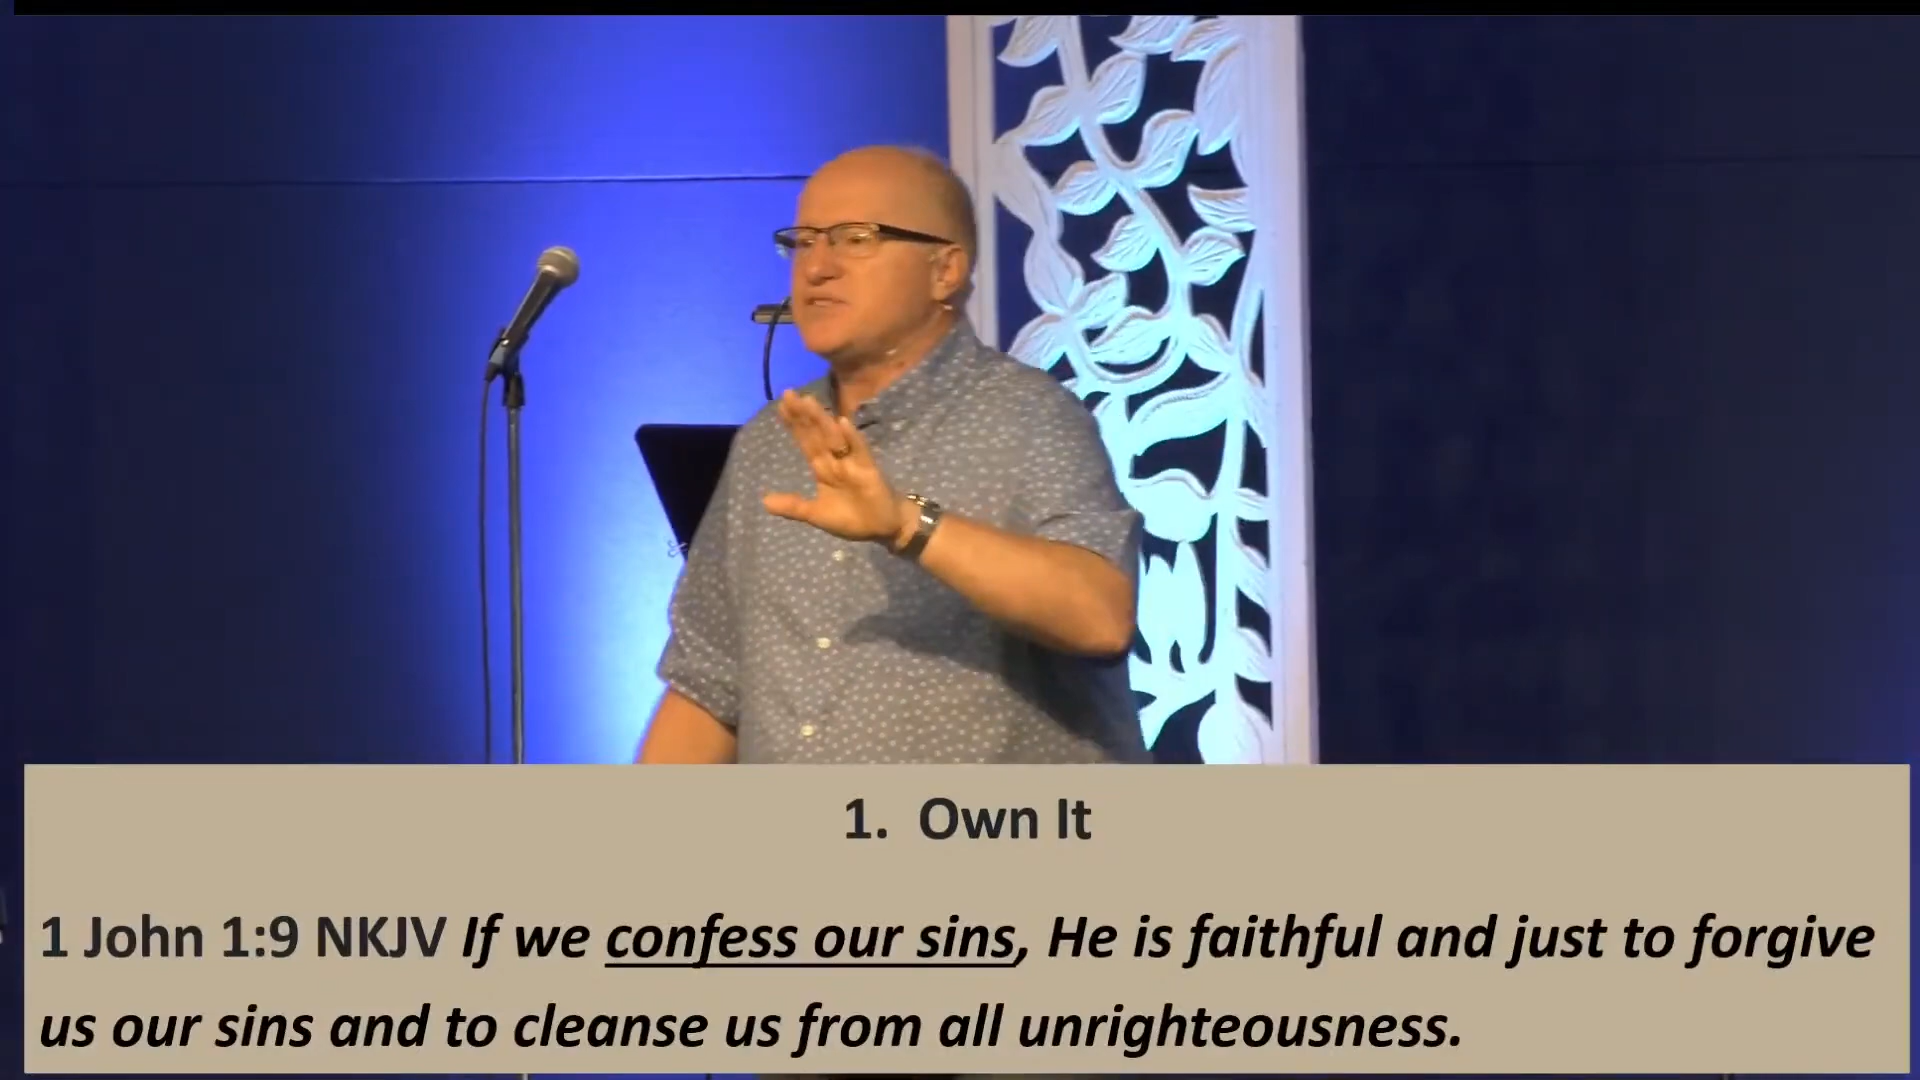 1. Own It
1 John 1:9 NKJV If we confess our sins, He is faithful and just to forgive
us our sins and to cleanse us from all unrighteousness.